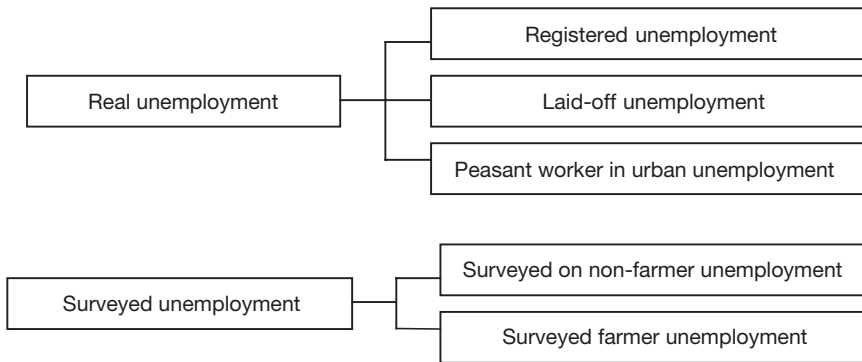 Registered unemployment
Real unemployment
Laid-off unemployment
Peasant worker in urban unemployment
Surveyed on non-farmer unemployment
Surveyed unemployment
Surveyed farmer unemployment